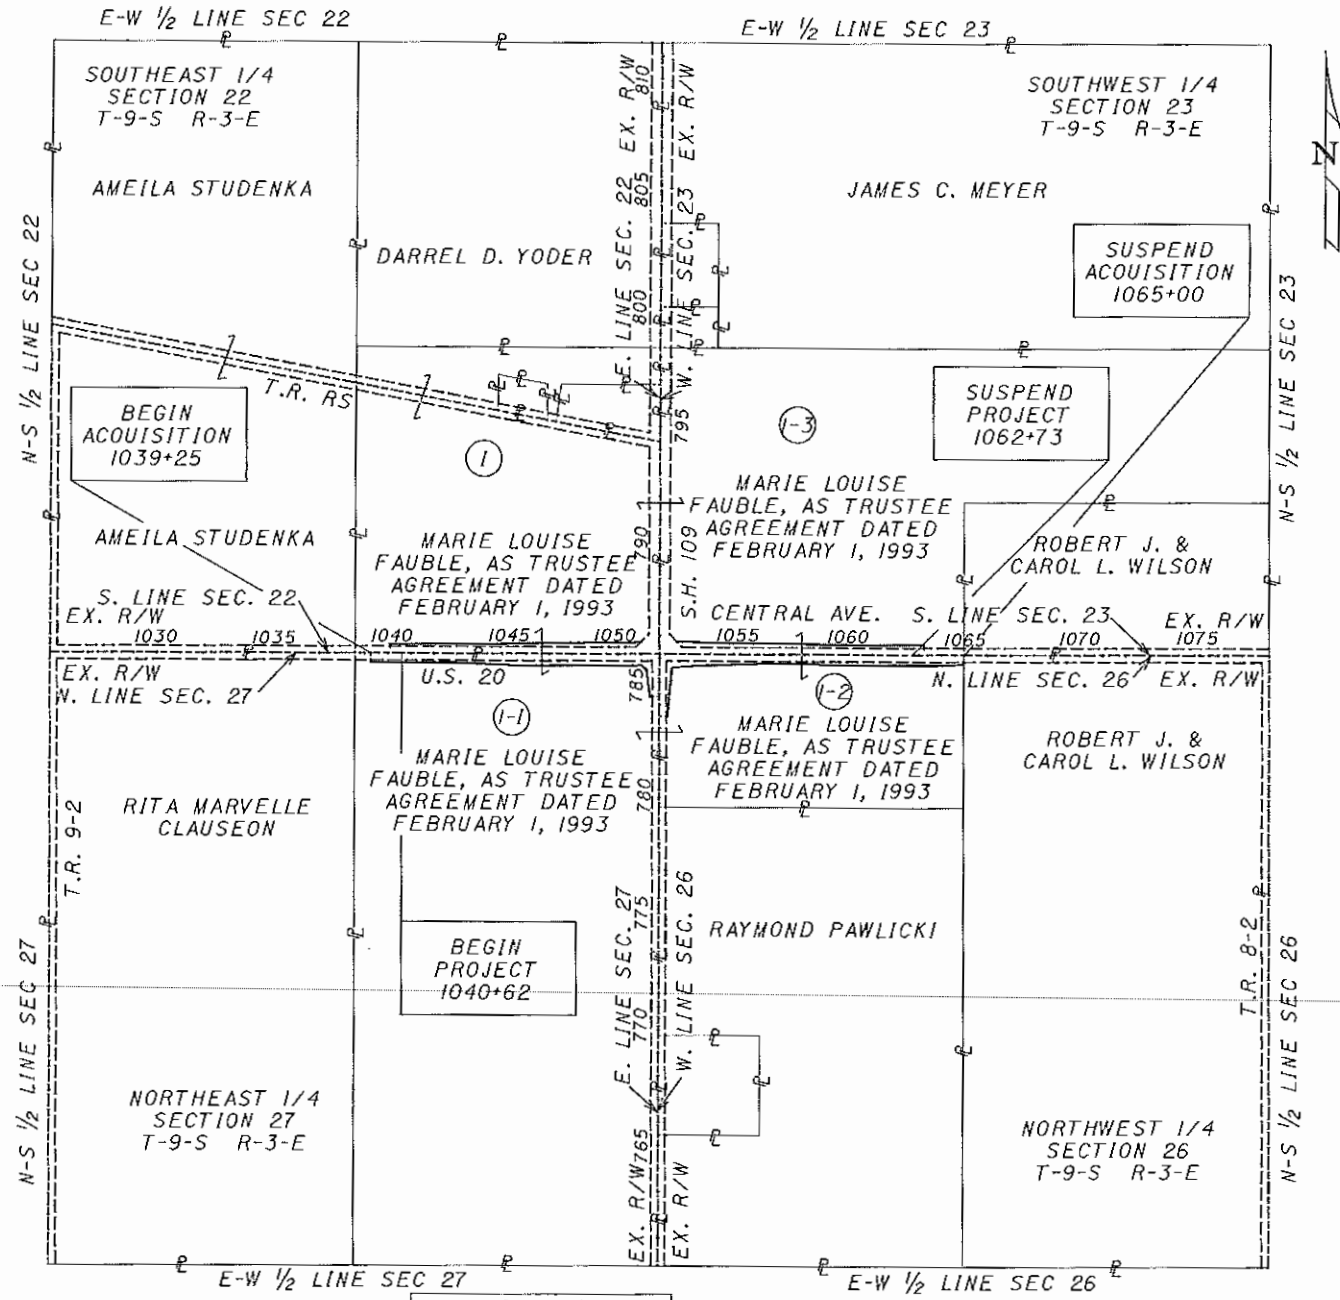 E-W ½ LINE SEC 22
E-W ½ LINE SEC 23
SOUTHEAST 1/4
SECTION 22
T-9-S R-3-E
SOUTHWEST 1/4
SECTION 23
T-9-S R-3-E
N
AMEILA STUDENKA
DARREL D. YODER
JAMES C. MEYER
E. LINE SEC. 22 EX. R/W
W. LINE SEC. 23 EX. R/W
810
805
800
795
790
785
780
775
770
765
N-S ½ LINE SEC 22
N-S ½ LINE SEC 23
SUSPEND
ACOUISITION
1065+00
T.R. RS
BEGIN
ACOUISITION
1039+25
SUSPEND
PROJECT
1062+73
1
1-3
AMEILA STUDENKA
MARIE LOUISE
FAUBLE, AS TRUSTEE
AGREEMENT DATED
FEBRUARY 1, 1993
S.H. 109
MARIE LOUISE
FAUBLE, AS TRUSTEE
AGREEMENT DATED
FEBRUARY 1, 1993
ROBERT J. &
CAROL L. WILSON
S. LINE SEC. 22
EX. R/W
CENTRAL AVE.
S. LINE SEC. 23
EX. R/W
1030 1035 1040 1045 1050 1055 1060 1065 1070 1075
EX. R/W
N. LINE SEC. 27
U.S. 20
N. LINE SEC. 26
EX. R/W
1-1
1-2
MARIE LOUISE
FAUBLE, AS TRUSTEE
AGREEMENT DATED
FEBRUARY 1, 1993
MARIE LOUISE
FAUBLE, AS TRUSTEE
AGREEMENT DATED
FEBRUARY 1, 1993
ROBERT J. &
CAROL L. WILSON
T.R. 9-2
RITA MARVELLE
CLAUSEON
BEGIN
PROJECT
1040+62
RAYMOND PAWLICKI
E. LINE SEC. 27
W. LINE SEC. 26
T.R. 8-2
N-S ½ LINE SEC 27
N-S ½ LINE SEC 26
NORTHEAST 1/4
SECTION 27
T-9-S R-3-E
NORTHWEST 1/4
SECTION 26
T-9-S R-3-E
EX. R/W
EX. R/W
E-W ½ LINE SEC 27
E-W ½ LINE SEC 26